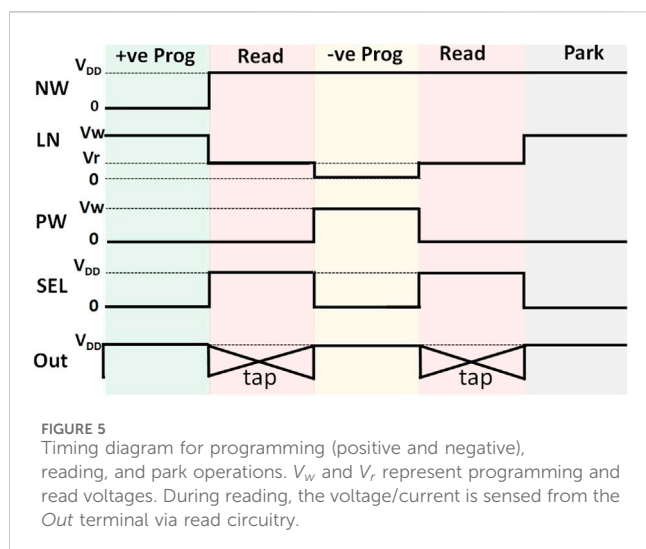 +ve Prog Read -ve Prog Read Park
V_DD
NW
0
LN Vw
Vr
0
Vw
PW
0
V_DD
SEL
0
V_DD
Out
tap tap
FIGURE 5
Timing diagram for programming (positive and negative),
reading, and park operations. V_w and V_r represent programming and
read voltages. During reading, the voltage/current is sensed from the
Out terminal via read circuitry.